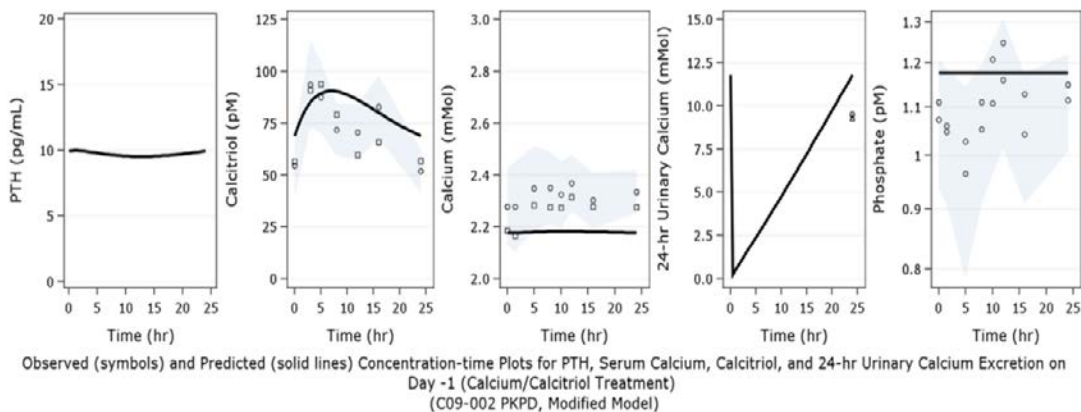 PTH (pg/mL)
20
15
10
5
0
0 5 10 15 20 25
Time (hr)
Calcitriol (pM)
125
100
75
50
25
0
0 5 10 15 20 25
Time (hr)
Calcium (mMol)
3.0
2.8
2.6
2.4
2.2
2.0
0 5 10 15 20 25
Time (hr)
24-hr Urinary Calcium (mMol)
15.0
12.5
10.0
7.5
5.0
2.5
0.0
0 5 10 15 20 25
Time (hr)
Phosphate (pM)
1.3
1.2
1.1
1
0.9
0.8
0 5 10 15 20 25
Time (hr)
Observed (symbols) and Predicted (solid lines) Concentration-time Plots for PTH, Serum Calcium, Calcitriol, and 24-hr Urinary Calcium Excretion on
Day -1 (Calcium/Calcitriol Treatment)
(C09-002 PKPD, Modified Model)